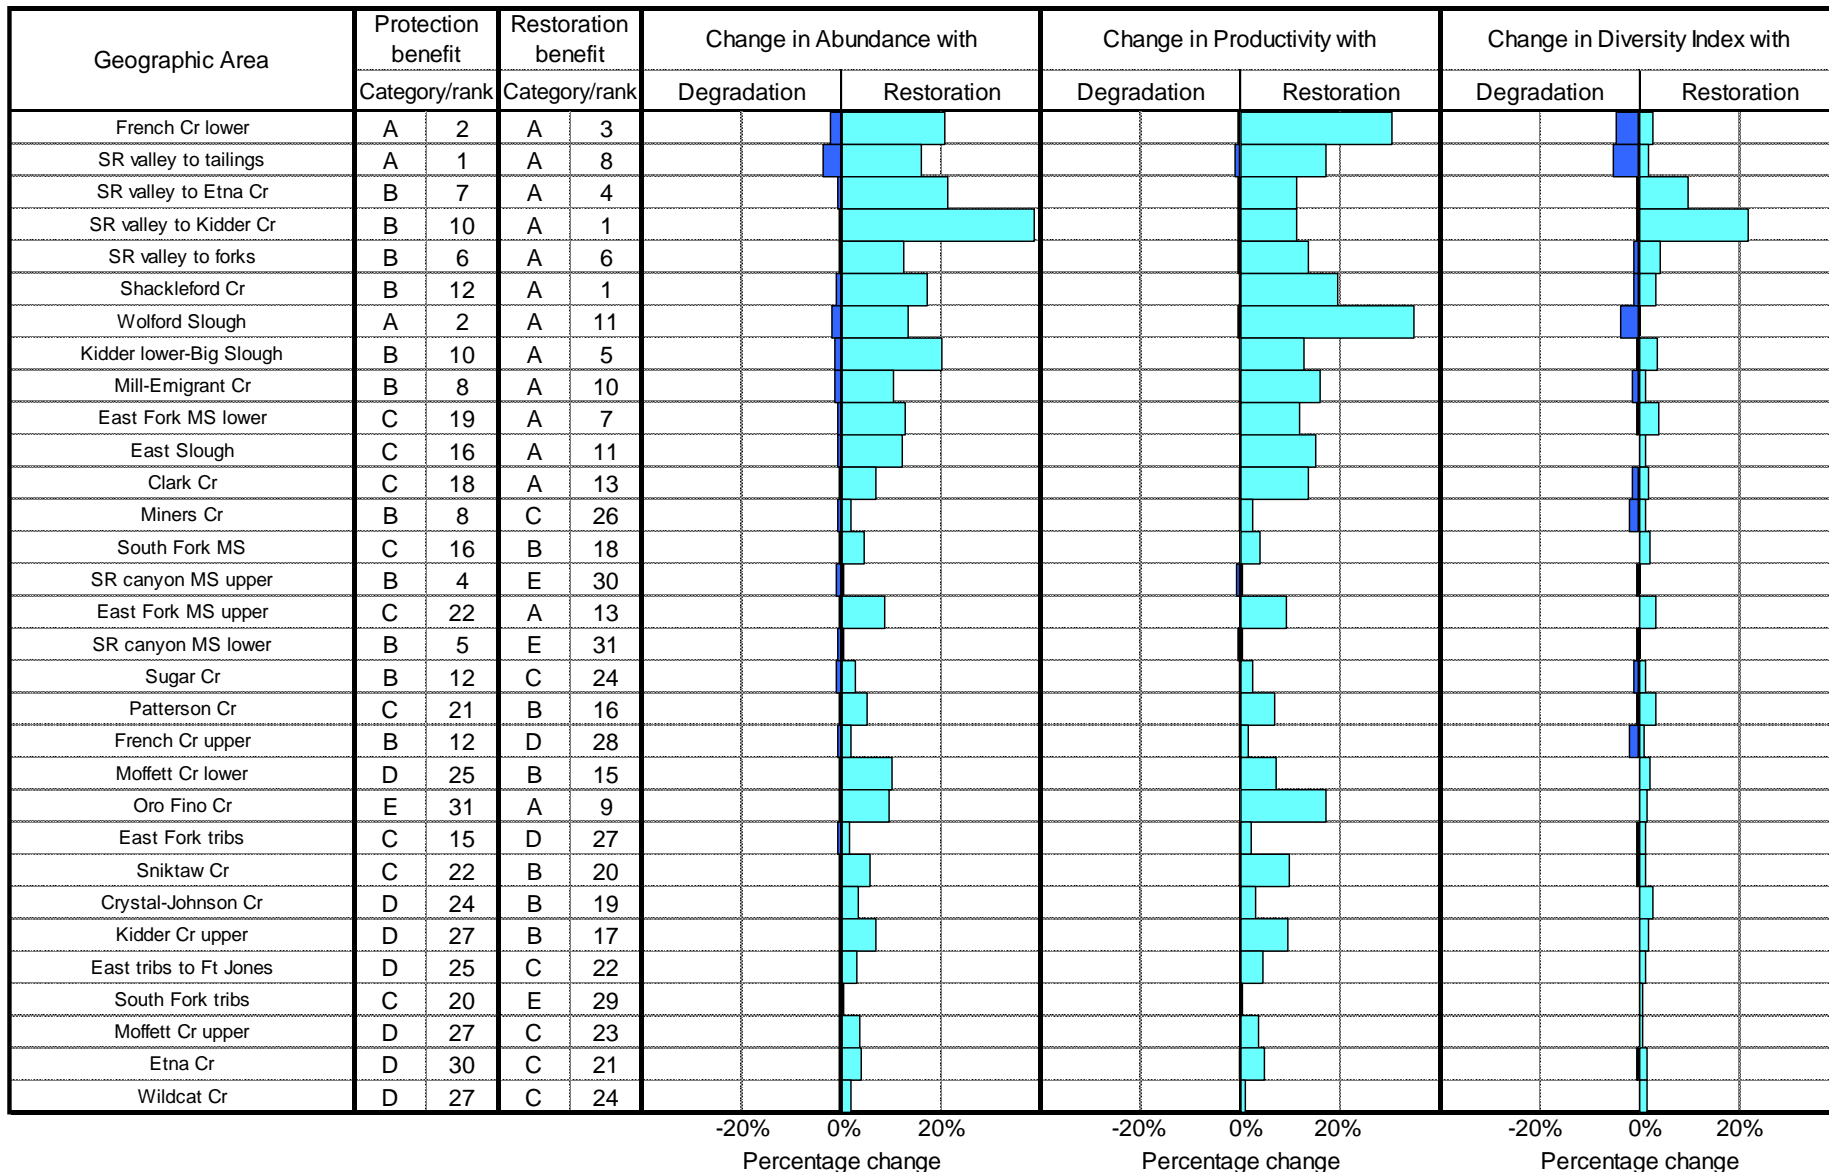 Geographic Area
Protection benefit
Restoration benefit
Change in Abundance with
Change in Productivity with
Change in Diversity Index with
Category/rank Category/rank Degradation Restoration Degradation Restoration Degradation Restoration
French Cr lower A 2 A 3
SR valley to tailings A 1 A 8
SR valley to Etna Cr B 7 A 4
SR valley to Kidder Cr B 10 A 1
SR valley to forks B 6 A 6
Shackleford Cr B 12 A 1
Wolford Slough A 2 A 11
Kidder lower-Big Slough B 10 A 5
Mill-Emigrant Cr B 8 A 10
East Fork MS lower C 19 A 7
East Slough C 16 A 11
Clark Cr C 18 A 13
Miners Cr B 8 C 26
South Fork MS C 16 B 18
SR canyon MS upper B 4 E 30
East Fork MS upper C 22 A 13
SR canyon MS lower B 5 E 31
Sugar Cr B 12 C 24
Patterson Cr C 21 B 16
French Cr upper B 12 D 28
Moffett Cr lower D 25 B 15
Oro Fino Cr E 31 A 9
East Fork tribs C 15 D 27
Sniktaw Cr C 22 B 20
Crystal-Johnson Cr D 24 B 19
Kidder Cr upper D 27 B 17
East tribs to Ft Jones D 25 C 22
South Fork tribs C 20 E 29
Moffett Cr upper D 27 C 23
Etna Cr D 30 C 21
Wildcat Cr D 27 C 24
-20% 0% 20% -20% 0% 20% -20% 0% 20%
Percentage change Percentage change Percentage change